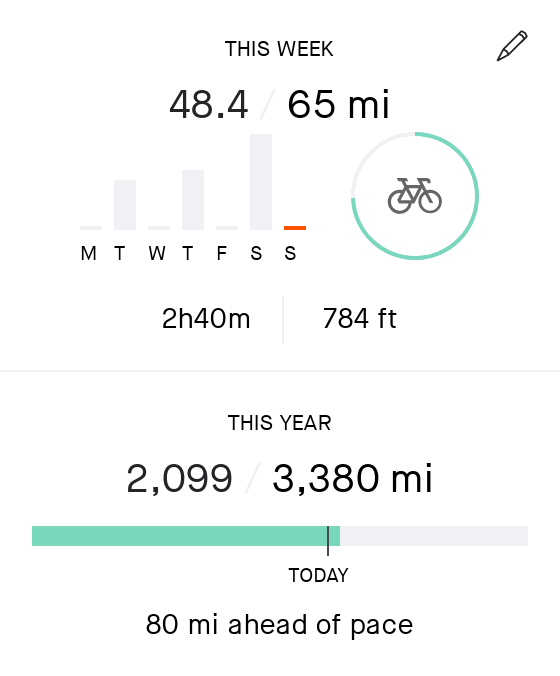 THIS WEEK
48.4 / 65 mi
M T W T F S S
2h40m 784 ft
THIS YEAR
2,099 / 3,380 mi
TODAY
80 mi ahead of pace